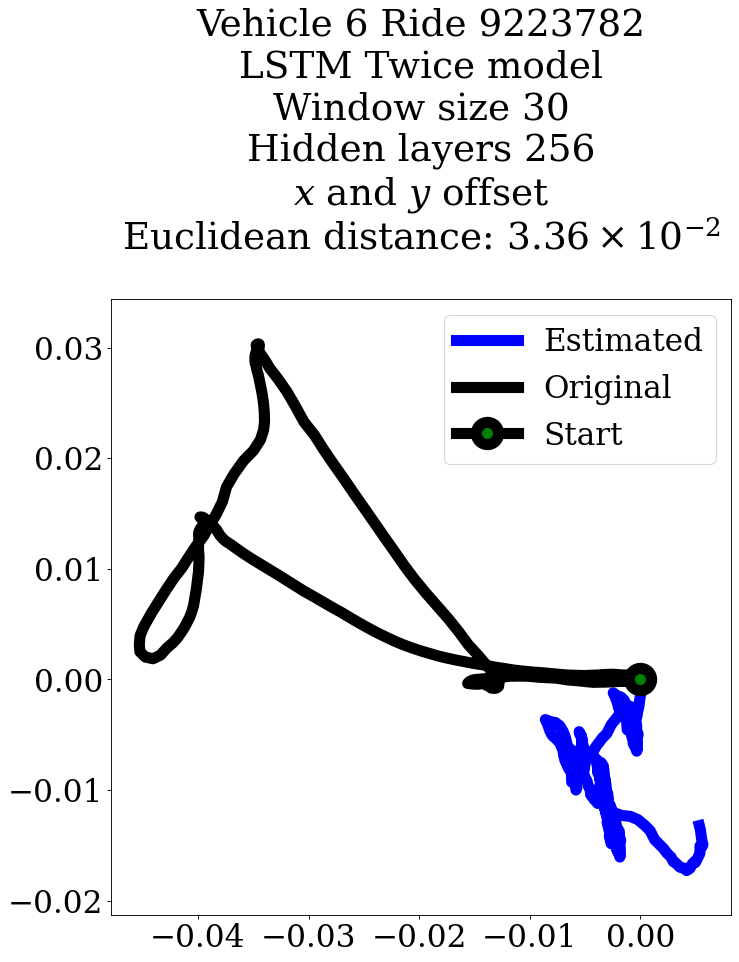 Vehicle 6 Ride 9223782
LSTM Twice model
Window size 30
Hidden layers 256
x and y offset
Euclidean distance: 3.36 × 10⁻²
Estimated
Original
Start
0.03
0.02
0.01
0.00
−0.01
−0.02
−0.04 −0.03 −0.02 −0.01 0.00